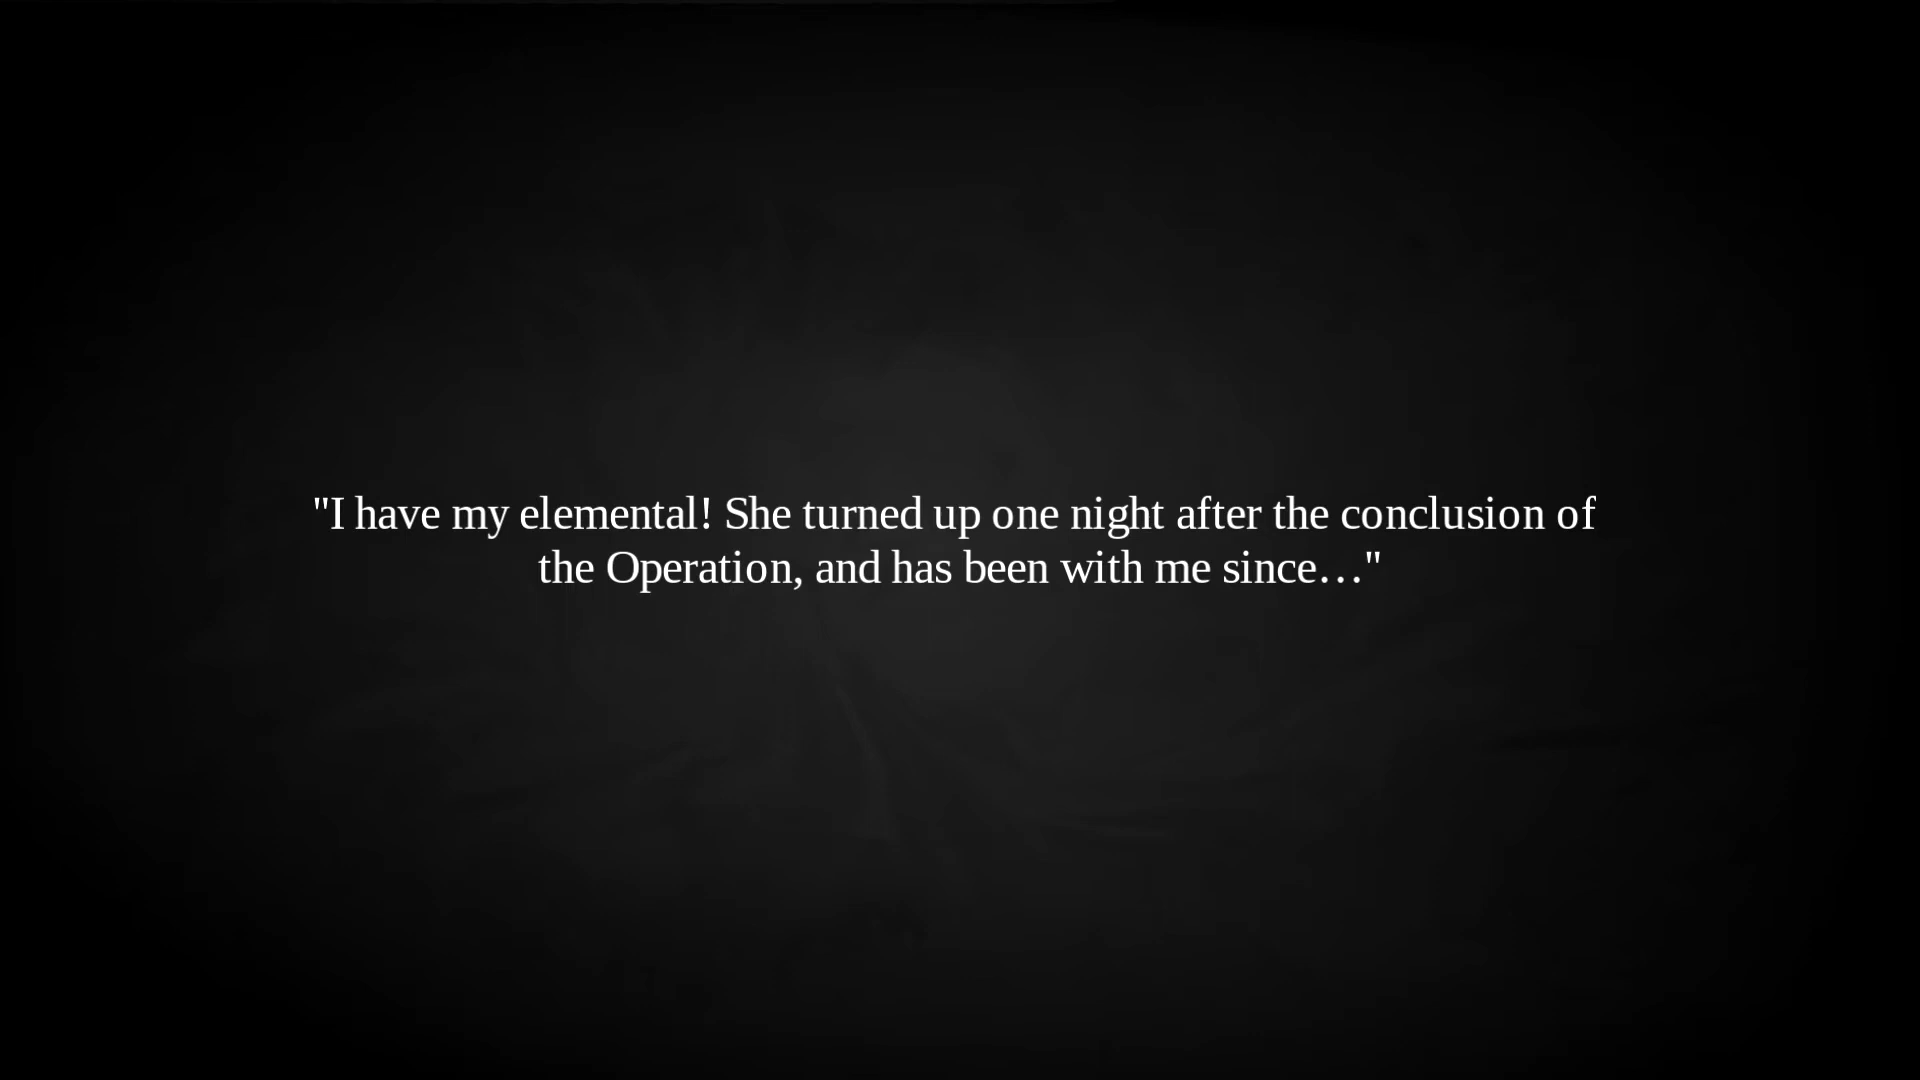 "I have my elemental! She turned up one night after the conclusion of
the Operation, and has been with me since…"